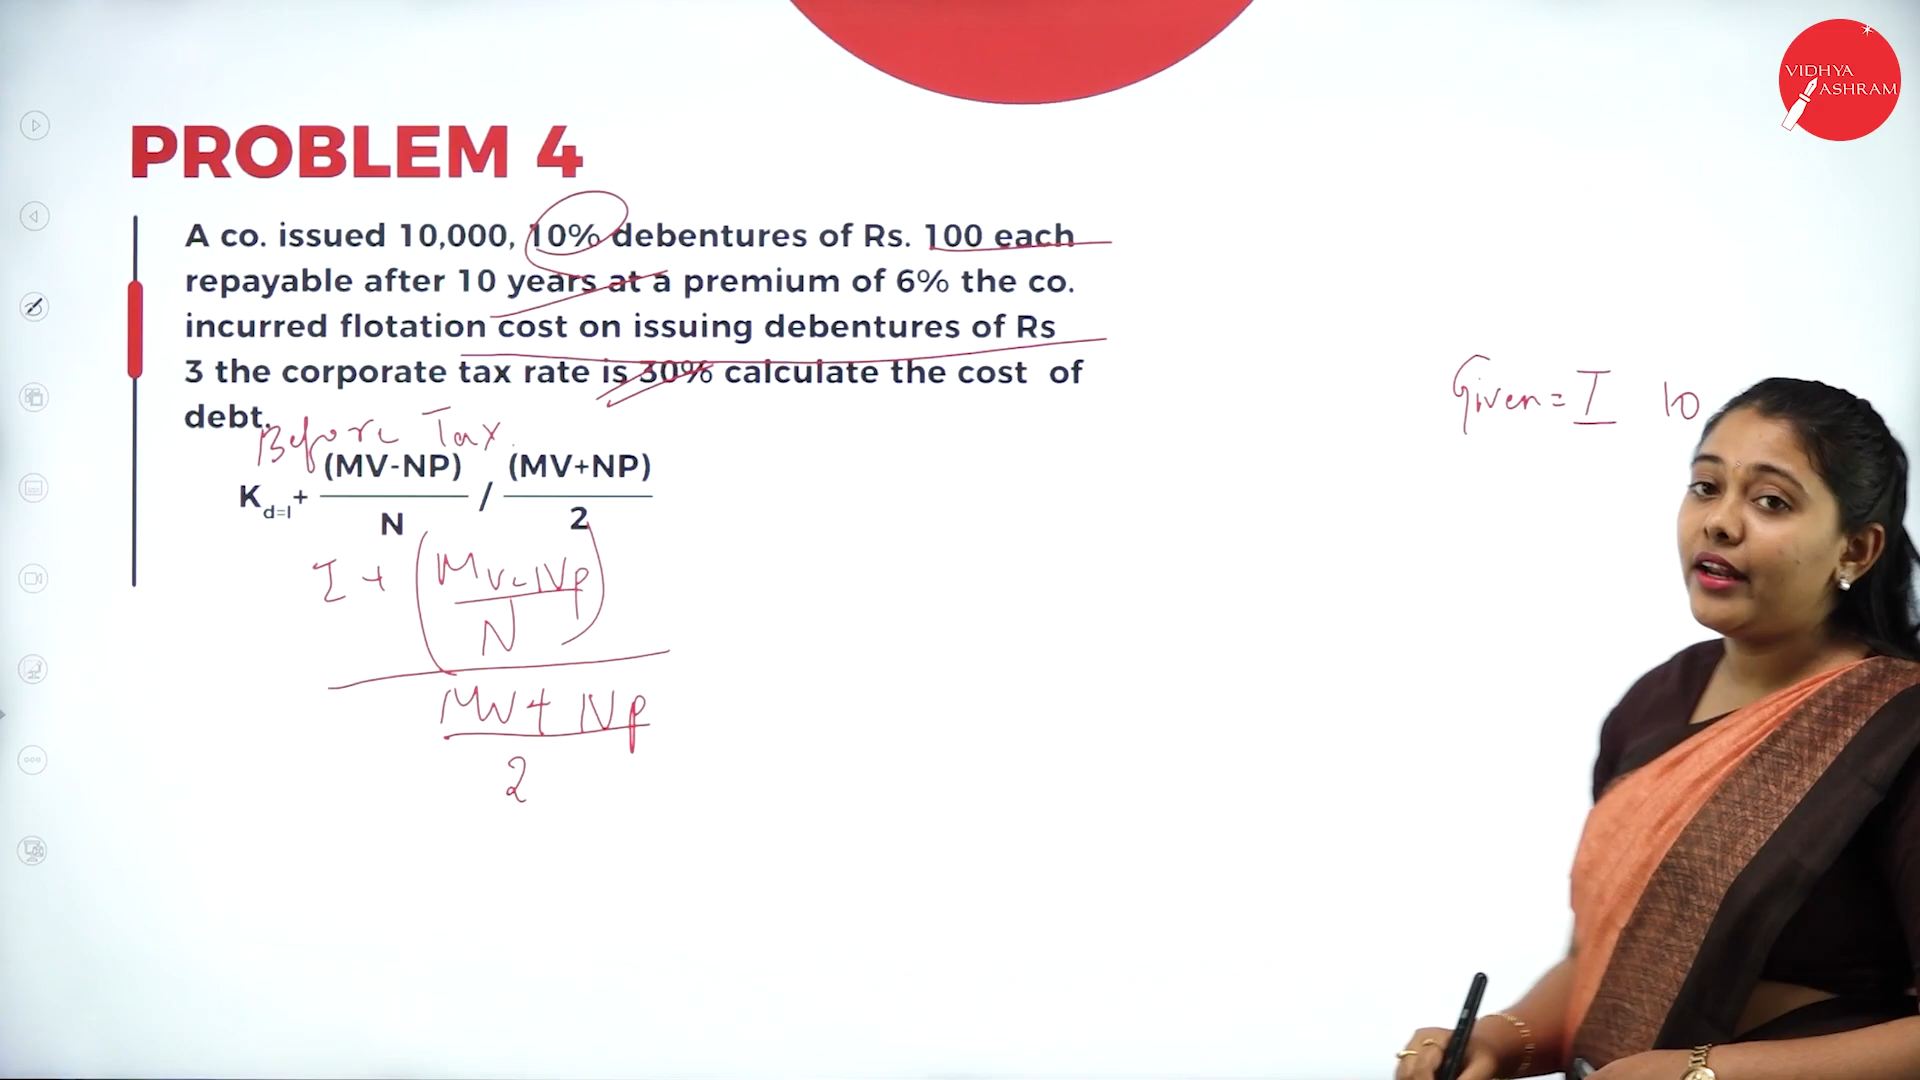 VIDHYA
ASHRAM
PROBLEM 4
A co. issued 10,000, 10% debentures of Rs. 100 each
repayable after 10 years at a premium of 6% the co.
incurred flotation cost on issuing debentures of Rs
3 the corporate tax rate is 30% calculate the cost of
debt.
Before Tax
(MV-NP) (MV+NP)
K d=I + /
N 2
I + (MV-NP)
N
MV + NP
2
Given = I 10